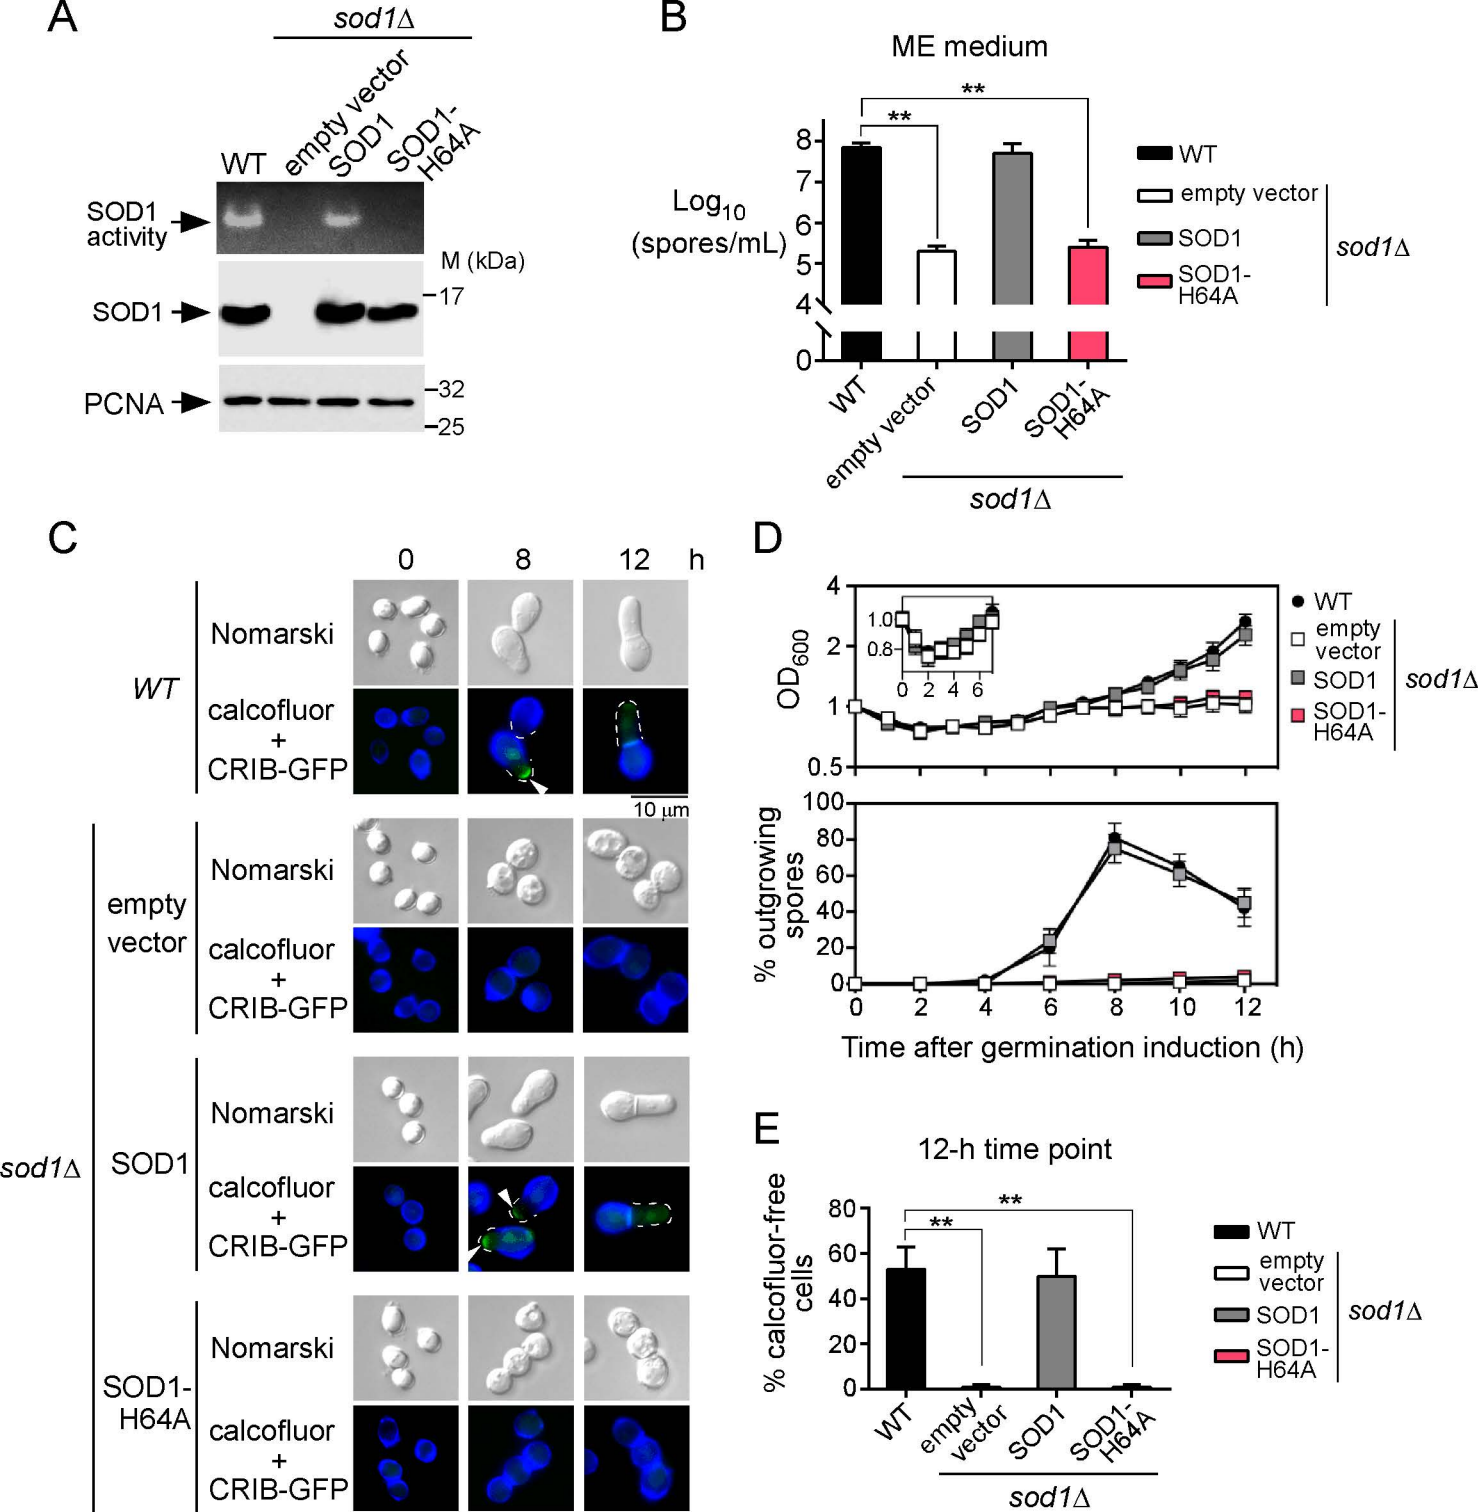 A
sod1Δ
WT
empty vector
SOD1
SOD1-
H64A
SOD1
activity
M (kDa)
17
SOD1
32
PCNA
25
B
ME medium
**
**
8
7
6
5
4
0
Log10
(spores/mL)
WT
empty vector
SOD1
SOD1-
H64A
sod1Δ
WT
empty vector
SOD1
SOD1-
H64A
sod1Δ
C
0 8 12 h
WT
Nomarski
calcofluor
+
CRIB-GFP
10 µm
sod1Δ
empty
vector
Nomarski
calcofluor
+
CRIB-GFP
SOD1
Nomarski
calcofluor
+
CRIB-GFP
SOD1-
H64A
Nomarski
calcofluor
+
CRIB-GFP
D
OD600
4
2
1
0.5
1.0
0.8
0 2 4 6
WT
empty
vector
SOD1
SOD1-
H64A
sod1Δ
% outgrowing
spores
100
80
60
40
20
0
0 2 4 6 8 10 12
Time after germination induction (h)
E
12-h time point
% calcofluor-free
cells
80
60
40
20
0
**
**
WT
empty
vector
SOD1
SOD1-
H64A
sod1Δ
WT
empty
vector
SOD1
SOD1-
H64A
sod1Δ